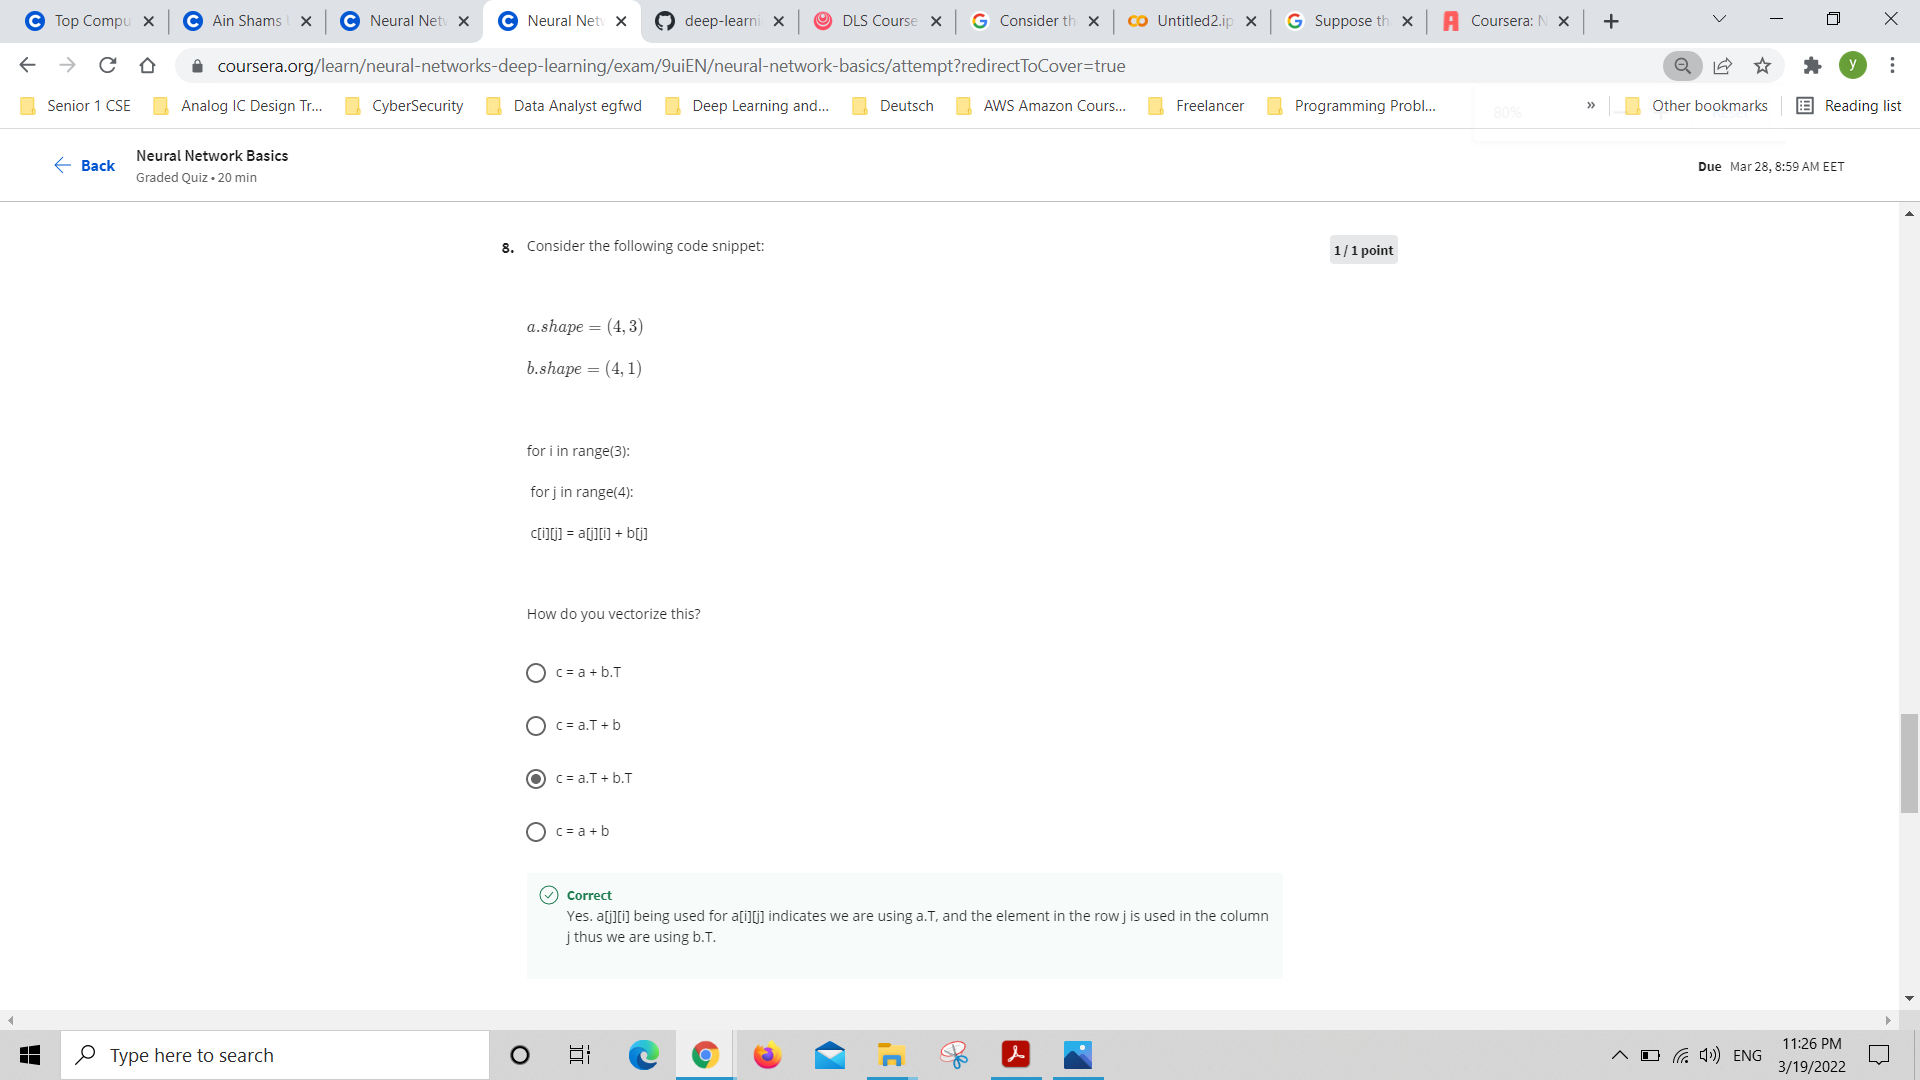 Top Compu
Ain Shams
Neural Netw
Neural Netw
deep-learni
DLS Course
Consider th
Untitled2.ip
Suppose th
Coursera: N
coursera.org/learn/neural-networks-deep-learning/exam/9uiEN/neural-network-basics/attempt?redirectToCover=true
y
Senior 1 CSE
Analog IC Design Tr...
CyberSecurity
Data Analyst egfwd
Deep Learning and...
Deutsch
AWS Amazon Cours...
Freelancer
Programming Probl...
80%
»
Other bookmarks
Reading list
Back
Neural Network Basics
Graded Quiz • 20 min
Due Mar 28, 8:59 AM EET
8. Consider the following code snippet:
1 / 1 point
a.shape = (4, 3)
b.shape = (4, 1)
for i in range(3):
for j in range(4):
c[i][j] = a[j][i] + b[j]
How do you vectorize this?
c = a + b.T
c = a.T + b
c = a.T + b.T
c = a + b
Correct
Yes. a[j][i] being used for a[i][j] indicates we are using a.T, and the element in the row j is used in the column
j thus we are using b.T.
Type here to search
ENG
11:26 PM
3/19/2022